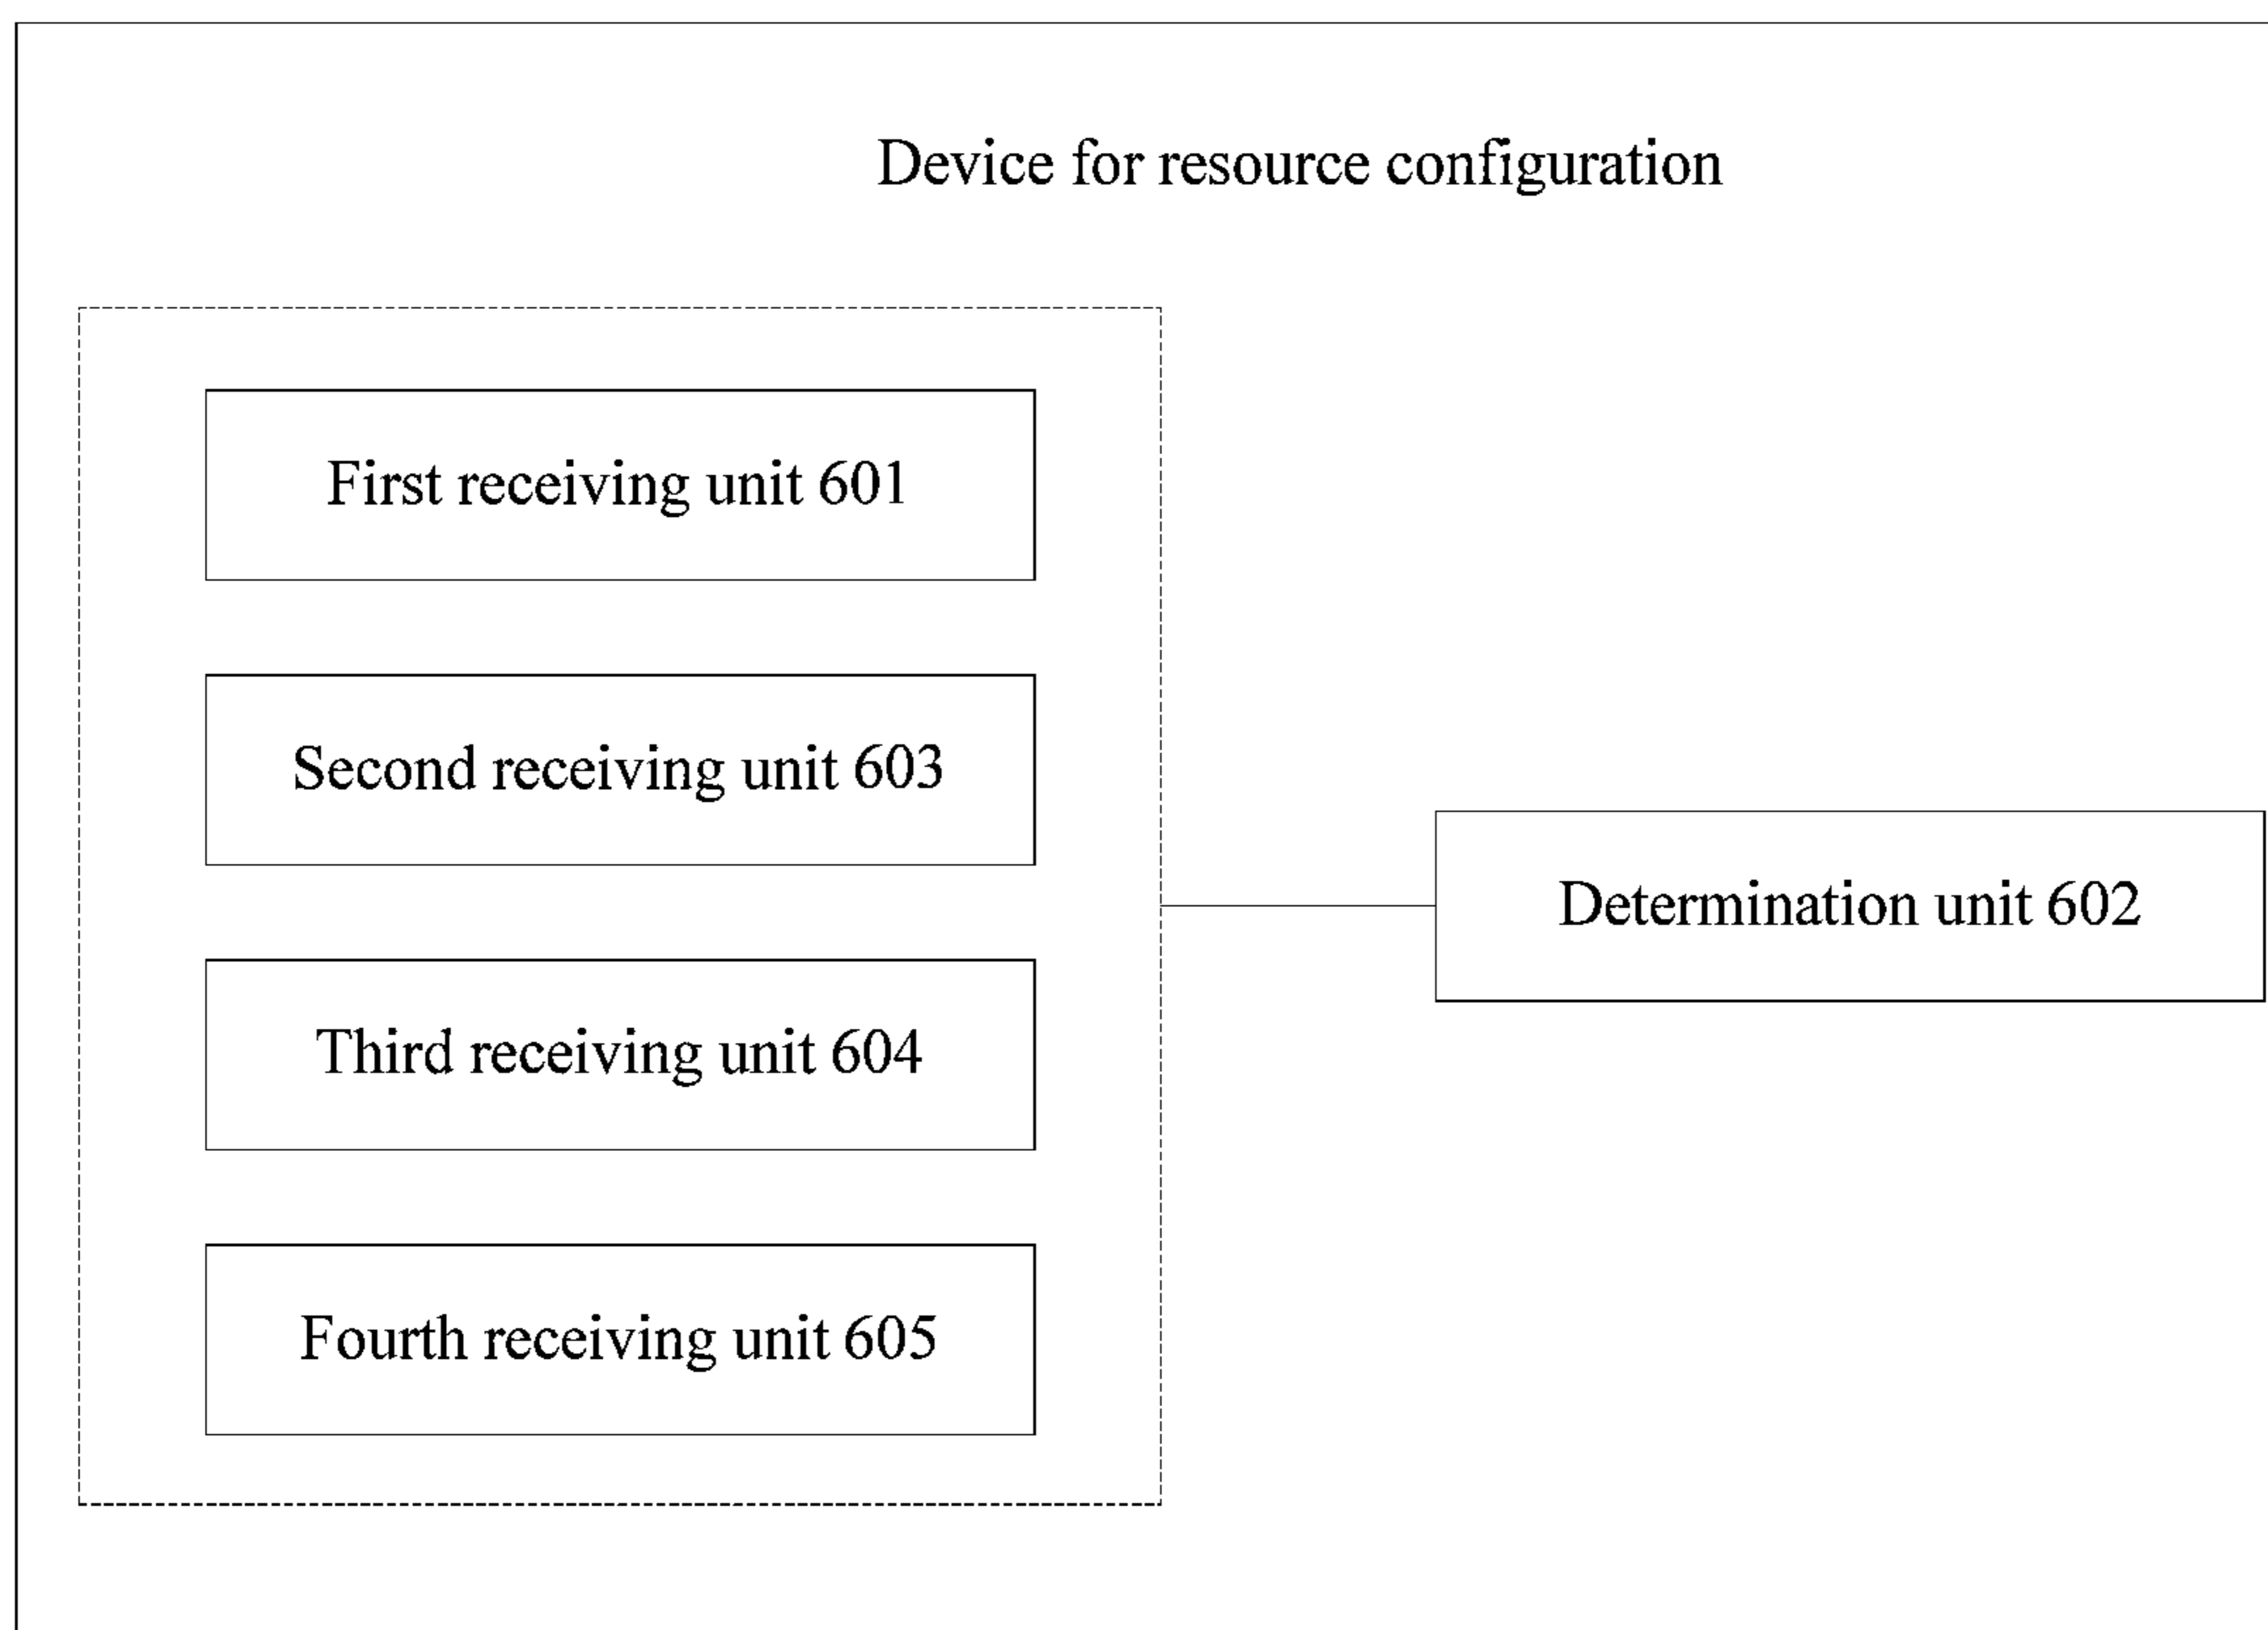 Device for resource configuration
First receiving unit 601
Second receiving unit 603
Third receiving unit 604
Fourth receiving unit 605
Determination unit 602